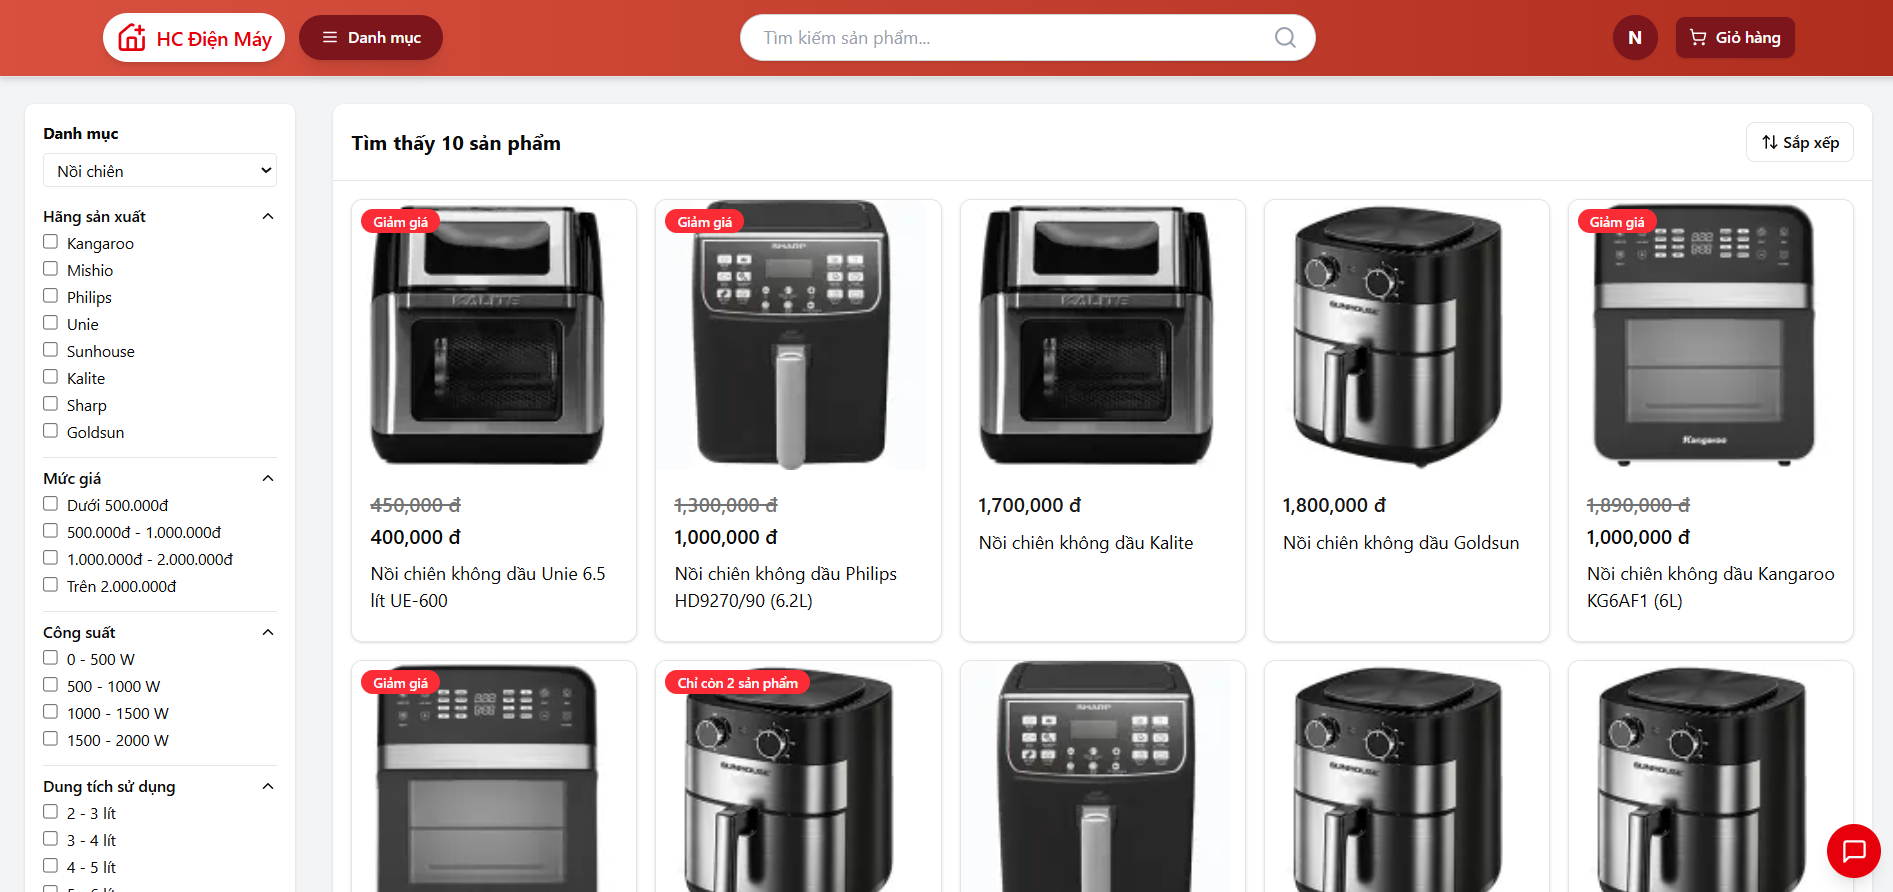 HC Điện Máy
Danh mục
Tìm kiếm sản phẩm...
N
Giỏ hàng
Danh mục
Nồi chiên
Hãng sản xuất
Kangaroo
Mishio
Philips
Unie
Sunhouse
Kalite
Sharp
Goldsun
Mức giá
Dưới 500.000đ
500.000đ - 1.000.000đ
1.000.000đ - 2.000.000đ
Trên 2.000.000đ
Công suất
0 - 500 W
500 - 1000 W
1000 - 1500 W
1500 - 2000 W
Dung tích sử dụng
2 - 3 lít
3 - 4 lít
4 - 5 lít
Tìm thấy 10 sản phẩm
Sắp xếp
Giảm giá
KALITE
450,000 đ
400,000 đ
Nồi chiên không dầu Unie 6.5
lít UE-600
Giảm giá
SHARP
1,300,000 đ
1,000,000 đ
Nồi chiên không dầu Philips
HD9270/90 (6.2L)
KALITE
1,700,000 đ
Nồi chiên không dầu Kalite
SUNHOUSE
1,800,000 đ
Nồi chiên không dầu Goldsun
Giảm giá
Kangaroo
1,890,000 đ
1,000,000 đ
Nồi chiên không dầu Kangaroo
KG6AF1 (6L)
Giảm giá
Chỉ còn 2 sản phẩm
SUNHOUSE
SHARP
SUNHOUSE
SUNHOUSE